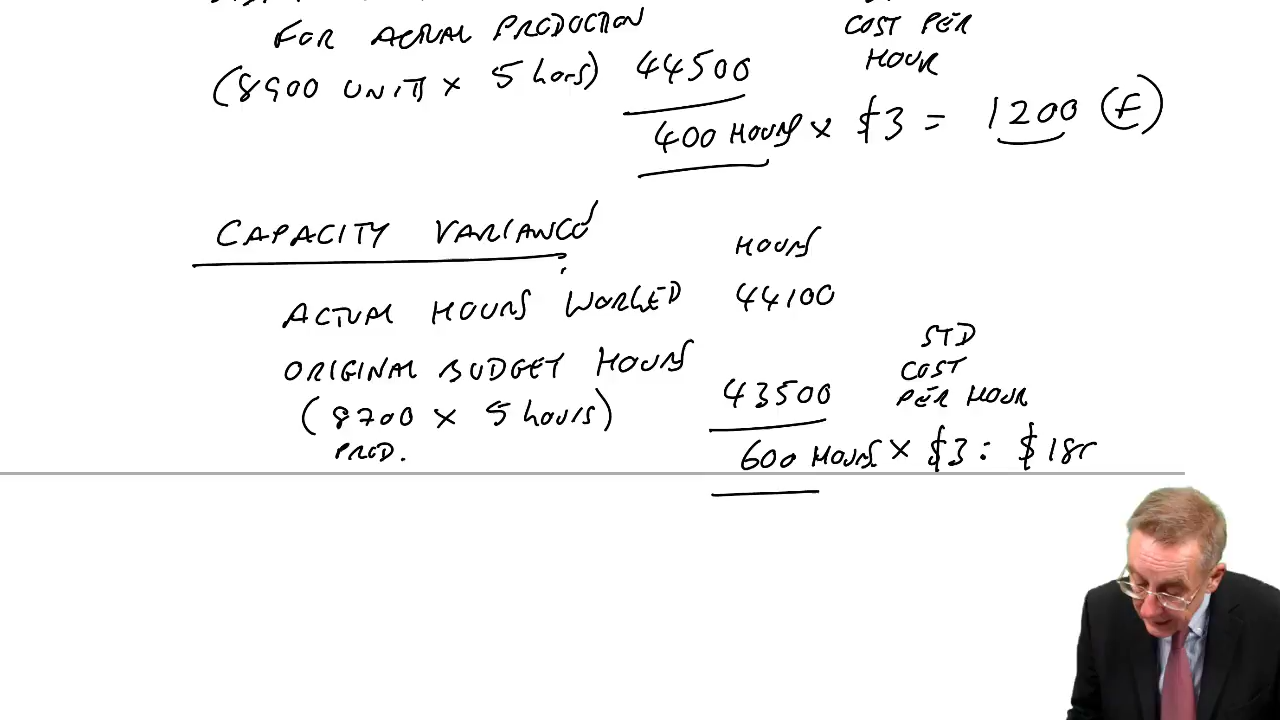 FOR ACTUAL PRODUCTION
COST PER
HOUR
(8900 UNITS × 5 hours) 44500
400 HOURS × $3 = 1200 (F)
CAPACITY VARIANCE
HOURS
ACTUAL HOURS WORKED 44100
ORIGINAL BUDGET HOURS
STD
COST
PER HOUR
(8700 × 5 hours) 43500
PROD.
600 HOURS × $3 : $180